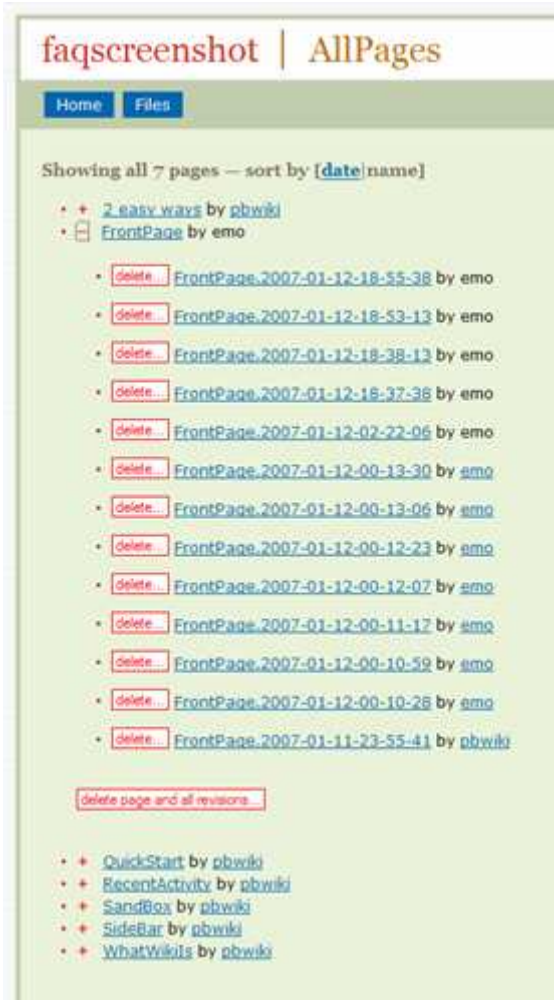 faqscreenshot | AllPages
Home Files
Showing all 7 pages — sort by [date|name]
+ 2 easy ways by pbwiki
− FrontPage by emo
delete... FrontPage.2007-01-12-18-55-38 by emo
delete... FrontPage.2007-01-12-18-53-13 by emo
delete... FrontPage.2007-01-12-18-38-13 by emo
delete... FrontPage.2007-01-12-18-37-38 by emo
delete... FrontPage.2007-01-12-02-22-06 by emo
delete... FrontPage.2007-01-12-00-13-30 by emo
delete... FrontPage.2007-01-12-00-13-06 by emo
delete... FrontPage.2007-01-12-00-12-23 by emo
delete... FrontPage.2007-01-12-00-12-07 by emo
delete... FrontPage.2007-01-12-00-11-17 by emo
delete... FrontPage.2007-01-12-00-10-59 by emo
delete... FrontPage.2007-01-12-00-10-28 by emo
delete... FrontPage.2007-01-11-23-55-41 by pbwiki
delete page and all revisions...
+ QuickStart by pbwiki
+ RecentActivity by pbwiki
+ SandBox by pbwiki
+ SideBar by pbwiki
+ WhatWikiIs by pbwiki